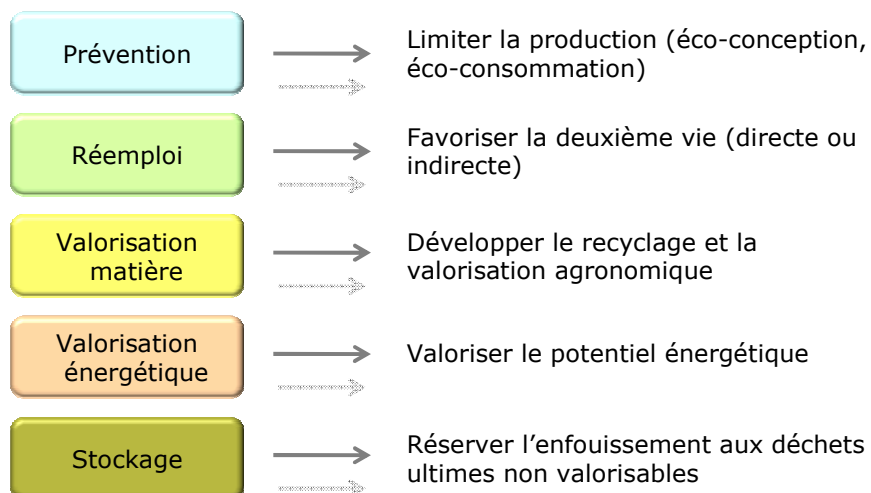 Prévention
Limiter la production (éco-conception,
éco-consommation)
Réemploi
Favoriser la deuxième vie (directe ou
indirecte)
Valorisation
matière
Développer le recyclage et la
valorisation agronomique
Valorisation
énergétique
Valoriser le potentiel énergétique
Stockage
Réserver l’enfouissement aux déchets
ultimes non valorisables